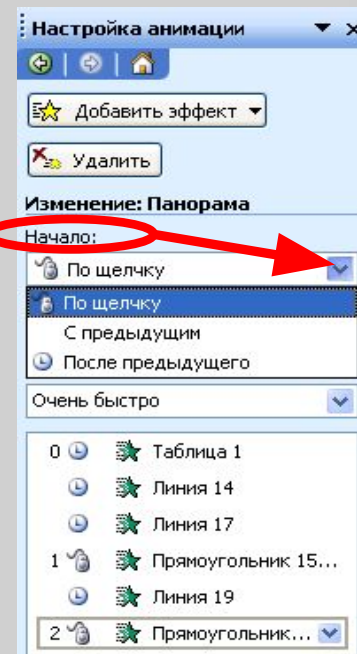 Настройка анимации
Добавить эффект
Удалить
Изменение: Панорама
Начало:
По щелчку
По щелчку
С предыдущим
После предыдущего
Очень быстро
0 Таблица 1
Линия 14
Линия 17
1 Прямоугольник 15...
Линия 19
2 Прямоугольник...